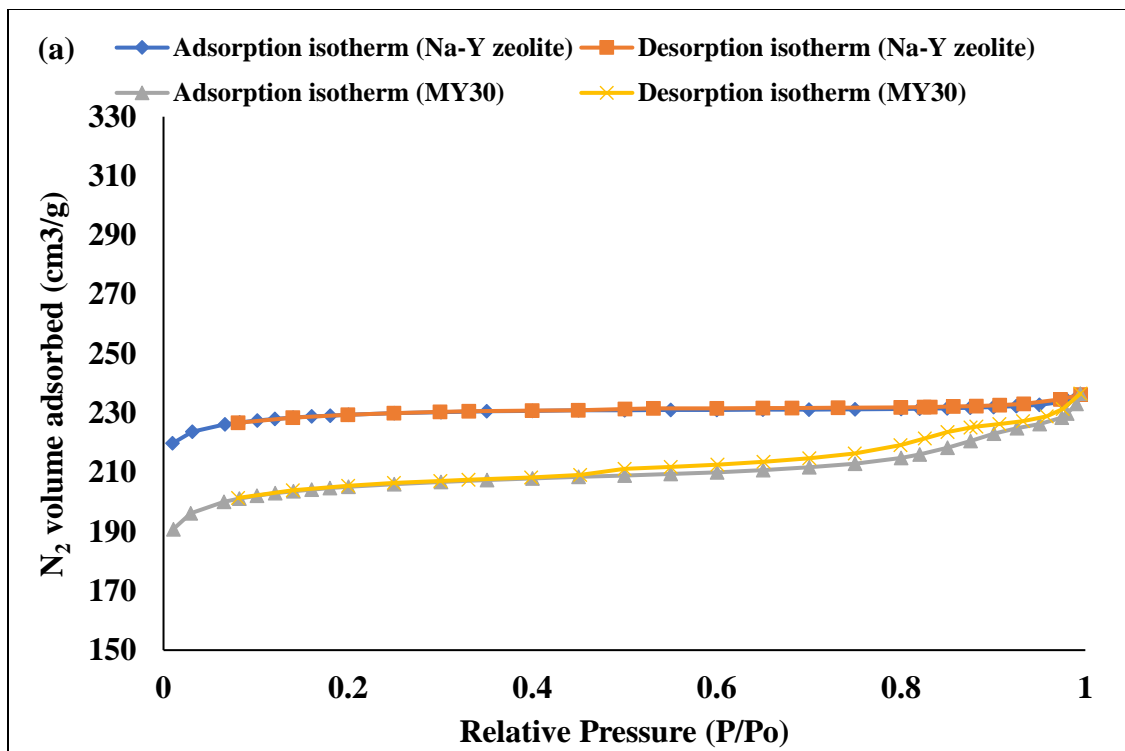 (a)
Adsorption isotherm (Na-Y zeolite) Desorption isotherm (Na-Y zeolite)
Adsorption isotherm (MY30) Desorption isotherm (MY30)
330
310
290
270
250
230
210
190
170
150
N₂ volume adsorbed (cm3/g)
0 0.2 0.4 0.6 0.8 1
Relative Pressure (P/Po)